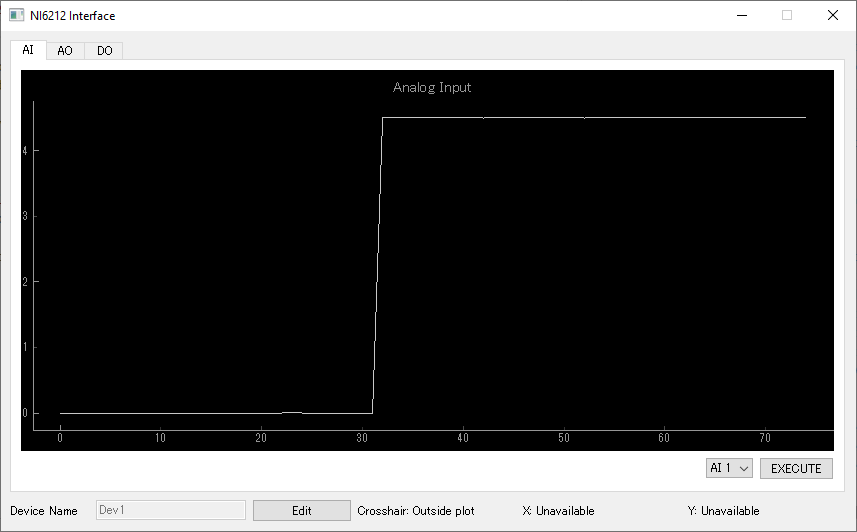 NI6212 Interface
AI AO DO
Analog Input
4
3
2
1
0
0 10 20 30 40 50 60 70
AI 1 EXECUTE
Device Name Dev1 Edit Crosshair: Outside plot X: Unavailable Y: Unavailable